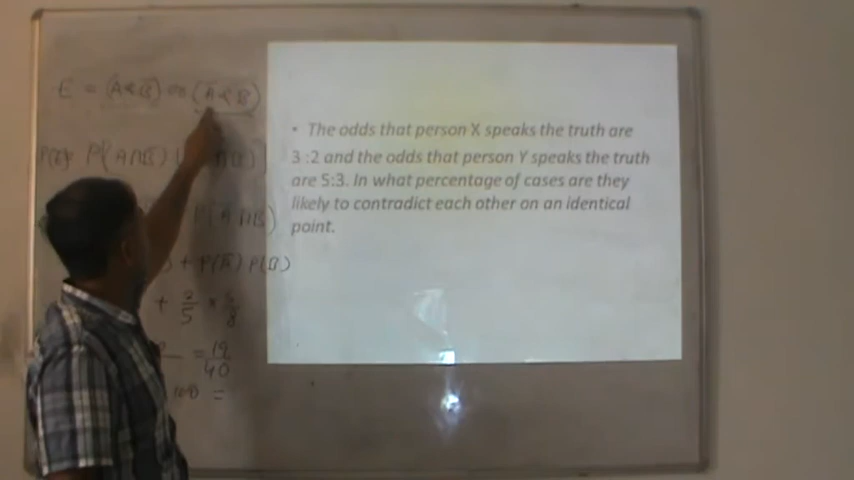 E = (A ∩ B̅) or (A̅ ∩ B)
P(E) P[(A∩B̅) ∪
P(A̅ ∩B)
+ P(A̅) P(B)
+ 2/5 × 5/8
= 19/40
100 =
• The odds that person X speaks the truth are
3 :2 and the odds that person Y speaks the truth
are 5:3. In what percentage of cases are they
likely to contradict each other on an identical
point.